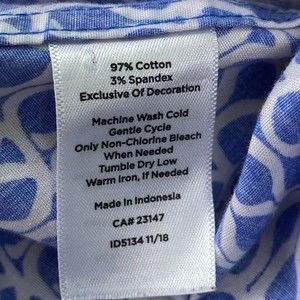 97% Cotton
3% Spandex
Exclusive Of Decoration
Machine Wash Cold
Gentle Cycle
Only Non-Chlorine Bleach
When Needed
Tumble Dry Low
Warm Iron, If Needed
Made in Indonesia
CA# 23147
ID5134 11/18